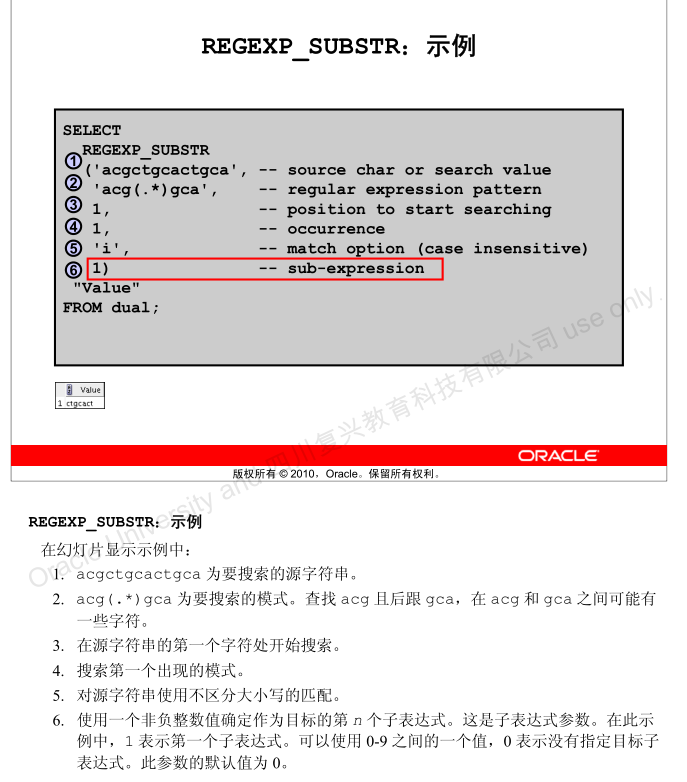 REGEXP_SUBSTR：示例
SELECT
REGEXP_SUBSTR
1 ('acgctgcactgca', -- source char or search value
2 'acg(.*)gca', -- regular expression pattern
3 1, -- position to start searching
4 1, -- occurrence
5 'i', -- match option (case insensitive)
6 1) -- sub-expression
"Value"
FROM dual;
Value
1 ctgcact
ORACLE
版权所有 © 2010，Oracle。保留所有权利。
Oracle University and 四川复兴教育科技有限公司 use only.
REGEXP_SUBSTR：示例
在幻灯片显示示例中：
1. acgctgcactgca 为要搜索的源字符串。
2. acg(.*)gca 为要搜索的模式。查找 acg 且后跟 gca，在 acg 和 gca 之间可能有
一些字符。
3. 在源字符串的第一个字符处开始搜索。
4. 搜索第一个出现的模式。
5. 对源字符串使用不区分大小写的匹配。
6. 使用一个非负整数值确定作为目标的第 n 个子表达式。这是子表达式参数。在此示
例中，1 表示第一个子表达式。可以使用 0-9 之间的一个值，0 表示没有指定目标子
表达式。此参数的默认值为 0。